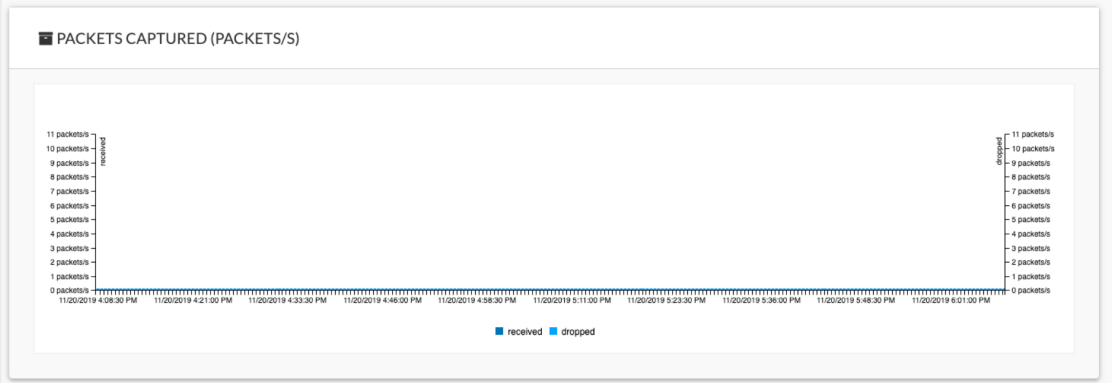 PACKETS CAPTURED (PACKETS/S)
11 packets/s
10 packets/s
9 packets/s
8 packets/s
7 packets/s
6 packets/s
5 packets/s
4 packets/s
3 packets/s
2 packets/s
1 packets/s
0 packets/s
received
dropped
11 packets/s
10 packets/s
9 packets/s
8 packets/s
7 packets/s
6 packets/s
5 packets/s
4 packets/s
3 packets/s
2 packets/s
1 packets/s
0 packets/s
11/20/2019 4:08:30 PM 11/20/2019 4:21:00 PM 11/20/2019 4:33:30 PM 11/20/2019 4:46:00 PM 11/20/2019 4:58:30 PM 11/20/2019 5:11:00 PM 11/20/2019 5:23:30 PM 11/20/2019 5:36:00 PM 11/20/2019 5:48:30 PM 11/20/2019 6:01:00 PM
received dropped